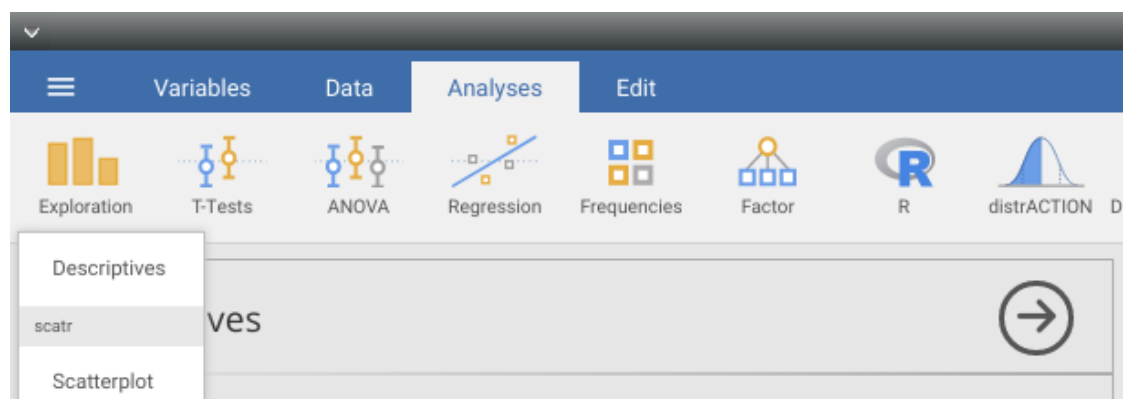 Variables Data Analyses Edit
R
Exploration T-Tests ANOVA Regression Frequencies Factor R distrACTION D
Descriptives
scatr
ves
Scatterplot